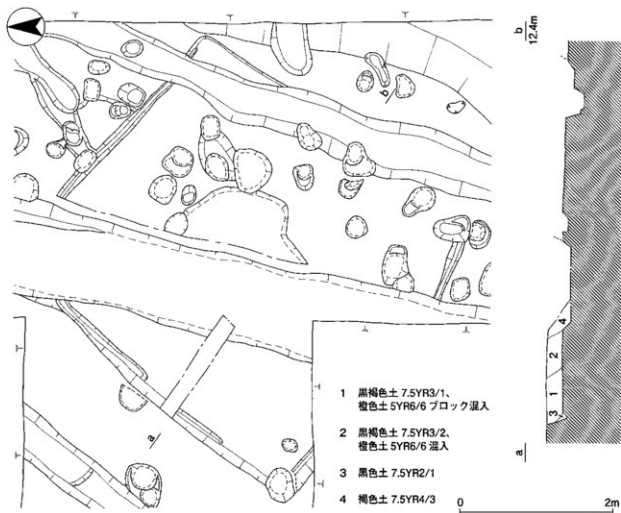 b
12.4m
b
a
1 黒褐色土 7.5YR3/1、
橙色土 5YR6/6 ブロック混入
2 黒褐色土 7.5YR3/2、
橙色土 5YR6/6 混入
3 黒色土 7.5YR2/1
4 褐色土 7.5YR4/3
4
2
1
3
a
0 2m